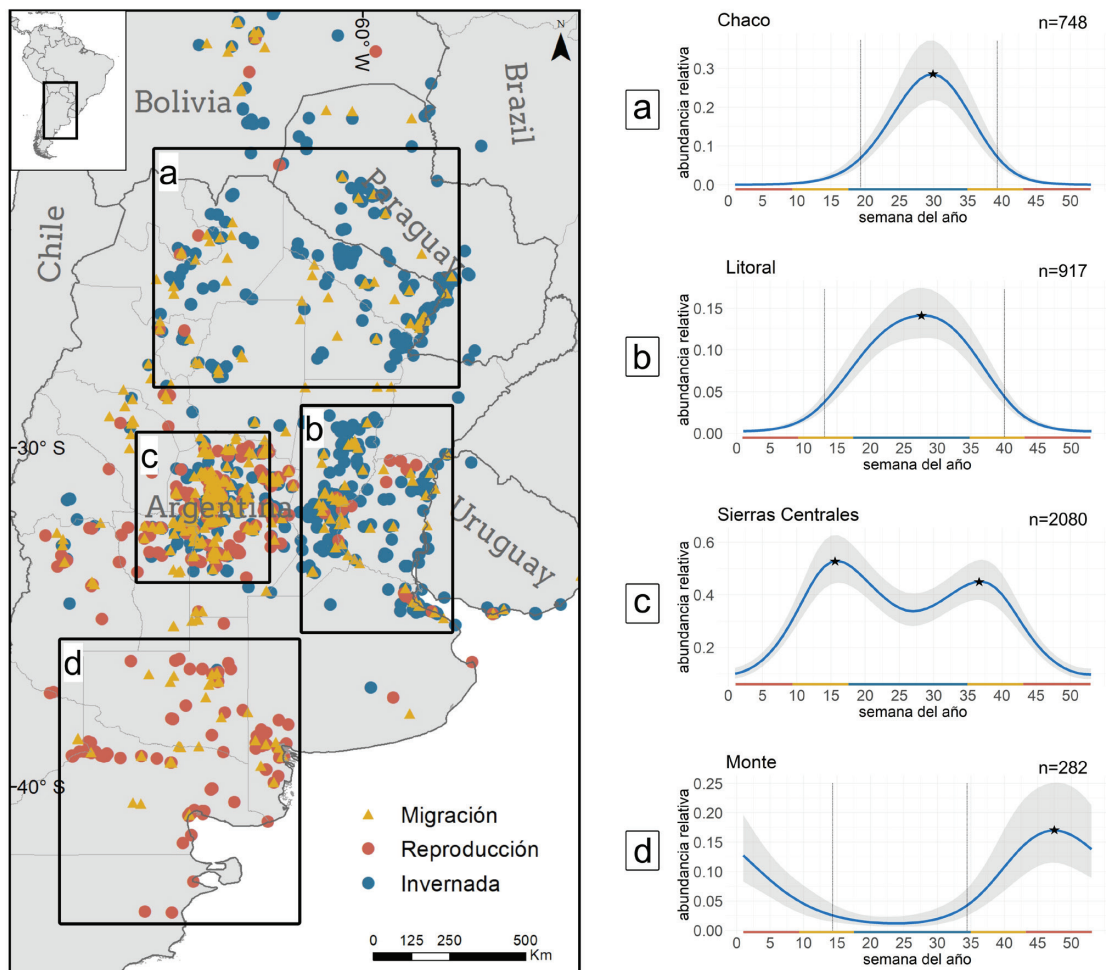 N
60° W
Bolivia
Brazil
a
Paraguay
Chile
30° S
b
c
Argentina
Uruguay
d
40° S
Migración
Reproducción
Invernada
0 125 250 500
Km
Chaco
n=748
a
abundancia relativa
0.3
0.2
0.1
0.0
0 5 10 15 20 25 30 35 40 45 50
semana del año
Litoral
n=917
b
abundancia relativa
0.15
0.10
0.05
0.00
0 5 10 15 20 25 30 35 40 45 50
semana del año
Sierras Centrales
n=2080
c
abundancia relativa
0.6
0.4
0.2
0 5 10 15 20 25 30 35 40 45 50
semana del año
Monte
n=282
d
abundancia relativa
0.25
0.20
0.15
0.10
0.05
0.00
0 5 10 15 20 25 30 35 40 45 50
semana del año